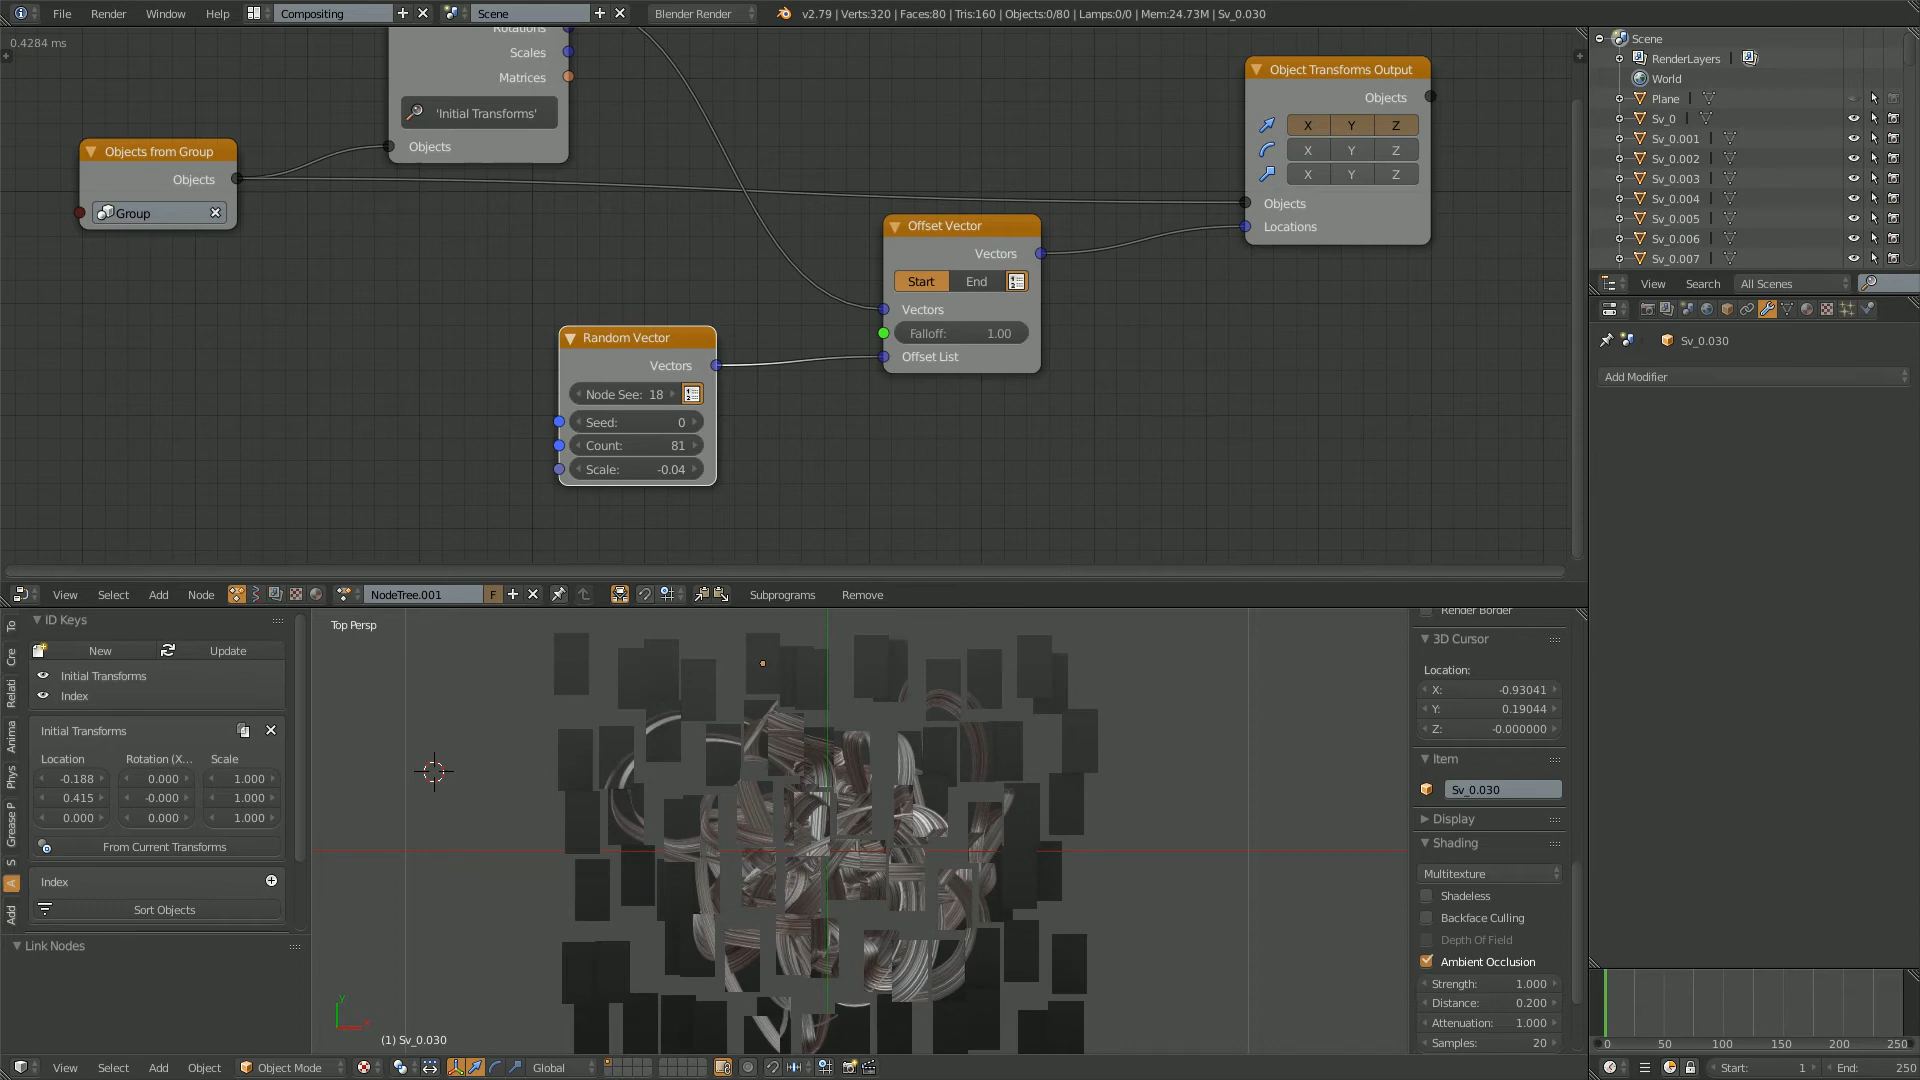 File Render Window Help Compositing Scene Blender Render v2.79 | Verts:320 | Faces:80 | Tris:160 | Objects:0/80 | Lamps:0/0 | Mem:24.73M | Sv_0.030
0.4284 ms
Rotations
Scales
Matrices
'Initial Transforms'
Objects
Objects from Group
Objects
Group
Random Vector
Vectors
Node See: 18
Seed: 0
Count: 81
Scale: -0.04
Offset Vector
Vectors
Start End
Vectors
Falloff: 1.00
Offset List
Object Transforms Output
Objects
X Y Z
X Y Z
X Y Z
Objects
Locations
Scene
RenderLayers
World
Plane
Sv_0
Sv_0.001
Sv_0.002
Sv_0.003
Sv_0.004
Sv_0.005
Sv_0.006
Sv_0.007
View Search All Scenes
Sv_0.030
Add Modifier
View Select Add Node NodeTree.001 F Subprograms Remove
To
Cre
Relati
Anima
Phys
Grease P
S
A
Add
ID Keys
New Update
Initial Transforms
Index
Initial Transforms
Location Rotation (X... Scale
-0.188 0.000 1.000
0.415 -0.000 1.000
0.000 0.000 1.000
From Current Transforms
Index
Sort Objects
Link Nodes
Top Persp
y
x
(1) Sv_0.030
Render Border
3D Cursor
Location:
X: -0.93041
Y: 0.19044
Z: -0.000000
Item
Sv_0.030
Display
Shading
Multitexture
Shadeless
Backface Culling
Depth Of Field
Ambient Occlusion
Strength: 1.000
Distance: 0.200
Attenuation: 1.000
Samples: 20
0 50 100 150 200 250
View Select Add Object Object Mode Global
Start: 1 End: 250